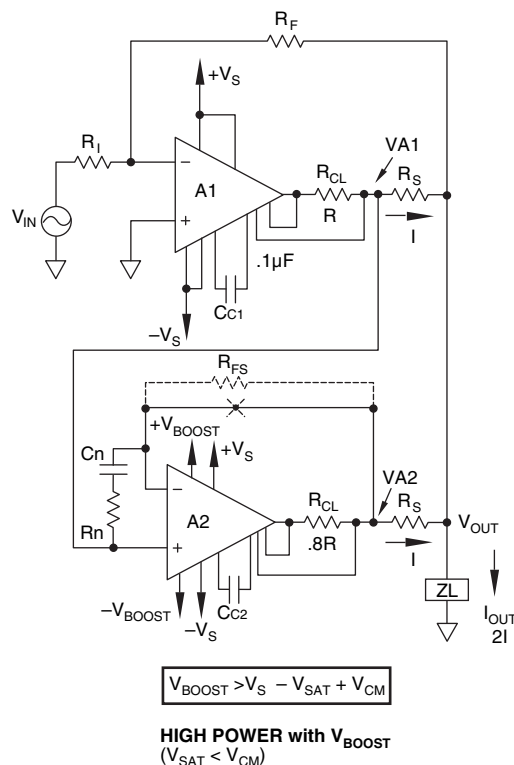 R_F
+V_S
R_I
VA1
A1
R_CL
R_S
R
V_IN
−
+
I
.1µF
C_C1
−V_S
R_FS
+V_BOOST
+V_S
Cn
VA2
−
R_CL
R_S
A2
V_OUT
Rn
+
.8R
I
C_C2
ZL
−V_BOOST
−V_S
I_OUT
2I
V_BOOST >V_S − V_SAT + V_CM
HIGH POWER with V_BOOST
(V_SAT < V_CM)